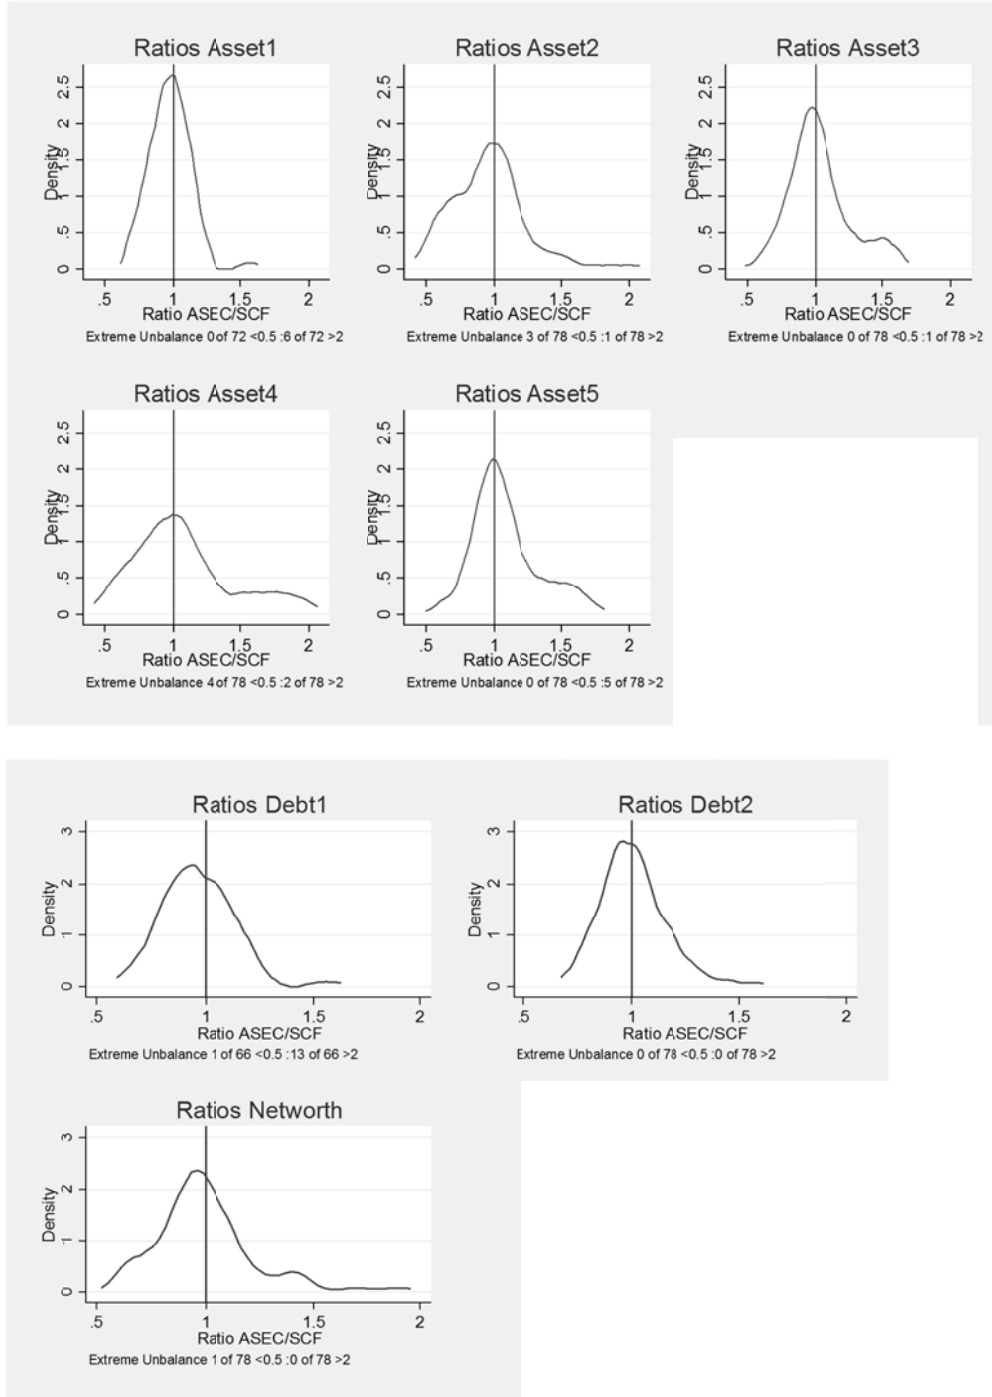 Ratios Asset1
Ratios Asset2
Ratios Asset3
Density
0 .5 1 1.5 2 2.5
.5 1 1.5 2
Ratio ASEC/SCF
Extreme Unbalance 0of 72 <0.5 :6 of 72 >2
Density
0 .5 1 1.5 2 2.5
.5 1 1.5 2
Ratio ASEC/SCF
Extreme Unbalance 3 of 78 <0.5 :1 of 78 >2
Density
0 .5 1 1.5 2 2.5
.5 1 1.5 2
Ratio ASEC/SCF
Extreme Unbalance 0 of 78 <0.5 :1 of 78 >2
Ratios Asset4
Ratios Asset5
Density
0 .5 1 1.5 2 2.5
.5 1 1.5 2
Ratio ASEC/SCF
Extreme Unbalance 4of 78 <0.5 :2 of 78 >2
Density
0 .5 1 1.5 2 2.5
.5 1 1.5 2
Ratio ASEC/SCF
Extreme Unbalance 0 of 78 <0.5 :5 of 78 >2
Ratios Debt1
Ratios Debt2
Density
0 1 2 3
.5 1 1.5 2
Ratio ASEC/SCF
Extreme Unbalance 1 of 66 <0.5 :13 of 66 >2
Density
0 1 2 3
.5 1 1.5 2
Ratio ASEC/SCF
Extreme Unbalance 0 of 78 <0.5 :0 of 78 >2
Ratios Networth
Density
0 1 2 3
.5 1 1.5 2
Ratio ASEC/SCF
Extreme Unbalance 1 of 78 <0.5 :0 of 78 >2